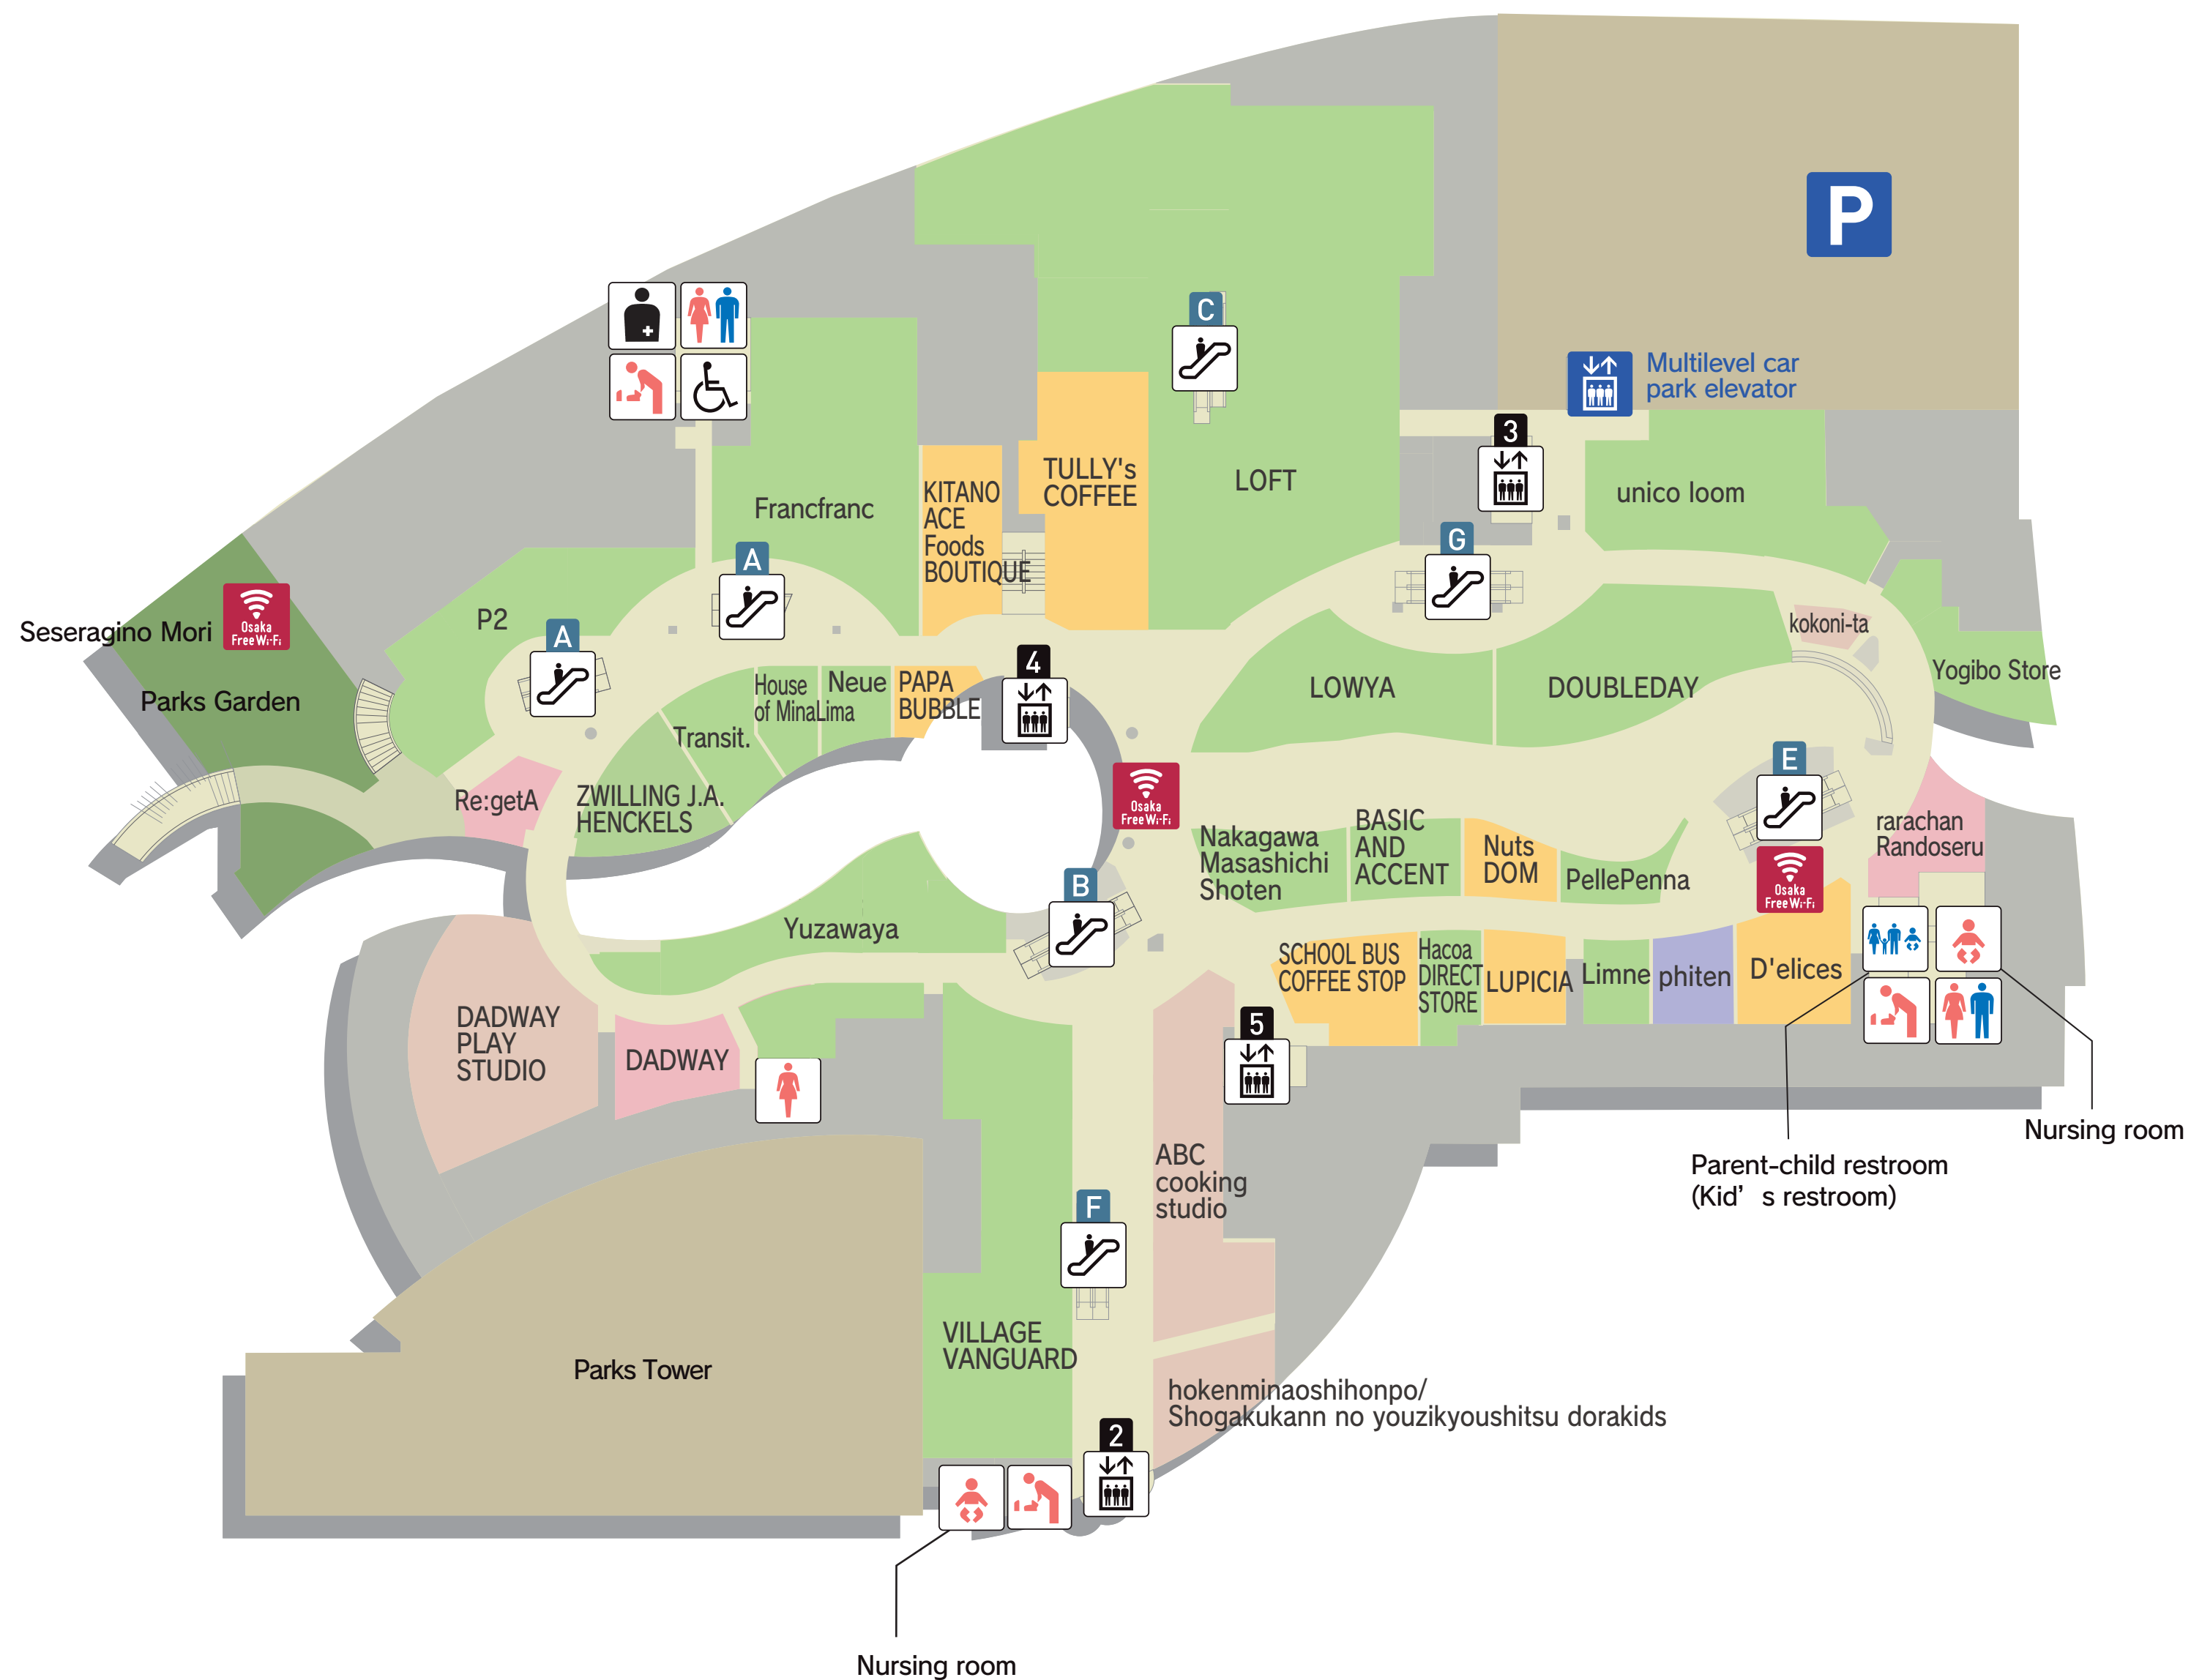 P
C
Multilevel car
park elevator
3
TULLY's
COFFEE
LOFT
KITANO
ACE
Foods
BOUTIQUE
unico loom
Francfranc
G
A
Osaka
Free Wi-Fi
Seseragino Mori
P2
A
kokoni-ta
4
Yogibo Store
House
of MinaLima
Neue
PAPA
BUBBLE
LOWYA
DOUBLEDAY
Parks Garden
Transit.
E
Osaka
Free Wi-Fi
Re:getA
ZWILLING J.A.
HENCKELS
Nakagawa
Masashichi
Shoten
BASIC
AND
ACCENT
Nuts
DOM
PellePenna
rarachan
Randoseru
Osaka
Free Wi-Fi
B
Yuzawaya
SCHOOL BUS
COFFEE STOP
Hacoa
DIRECT
STORE
LUPICIA
Limne
phiten
D'elices
DADWAY
PLAY
STUDIO
DADWAY
5
Nursing room
ABC
cooking
studio
Parent-child restroom
(Kid’s restroom)
F
VILLAGE
VANGUARD
Parks Tower
hokenminaoshihonpo/
Shogakukann no youzikyoushitsu dorakids
2
Nursing room